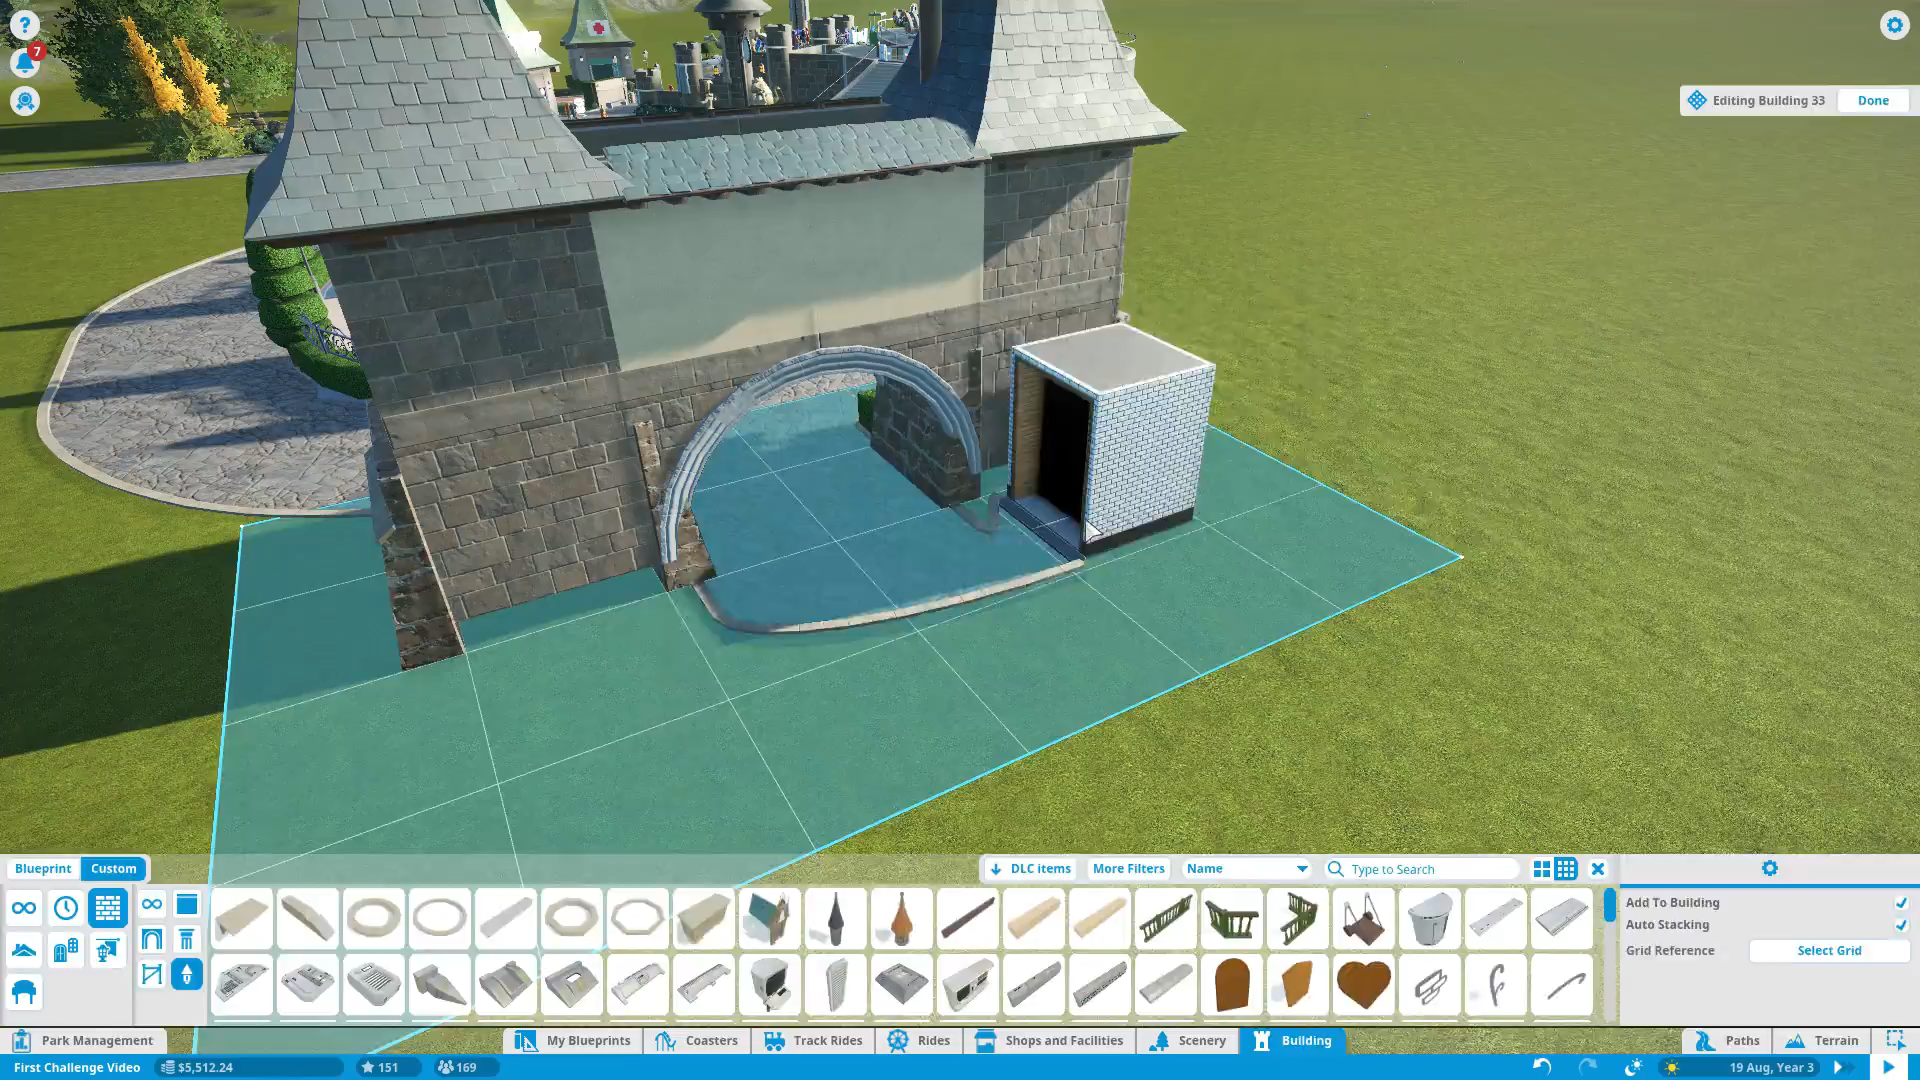 ?
7
Editing Building 33
Done
Blueprint
Custom
DLC items
More Filters
Name
Type to Search
Add To Building
Auto Stacking
Grid Reference
Select Grid
Park Management
My Blueprints
Coasters
Track Rides
Rides
Shops and Facilities
Scenery
Building
Paths
Terrain
First Challenge Video
$5,512.24
151
169
19 Aug, Year 3